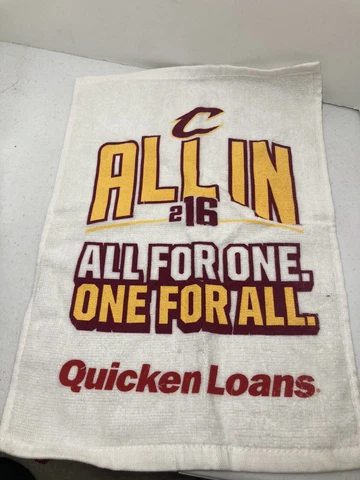 C
ALL IN
216
ALL FOR ONE.
ONE FOR ALL.
Quicken Loans